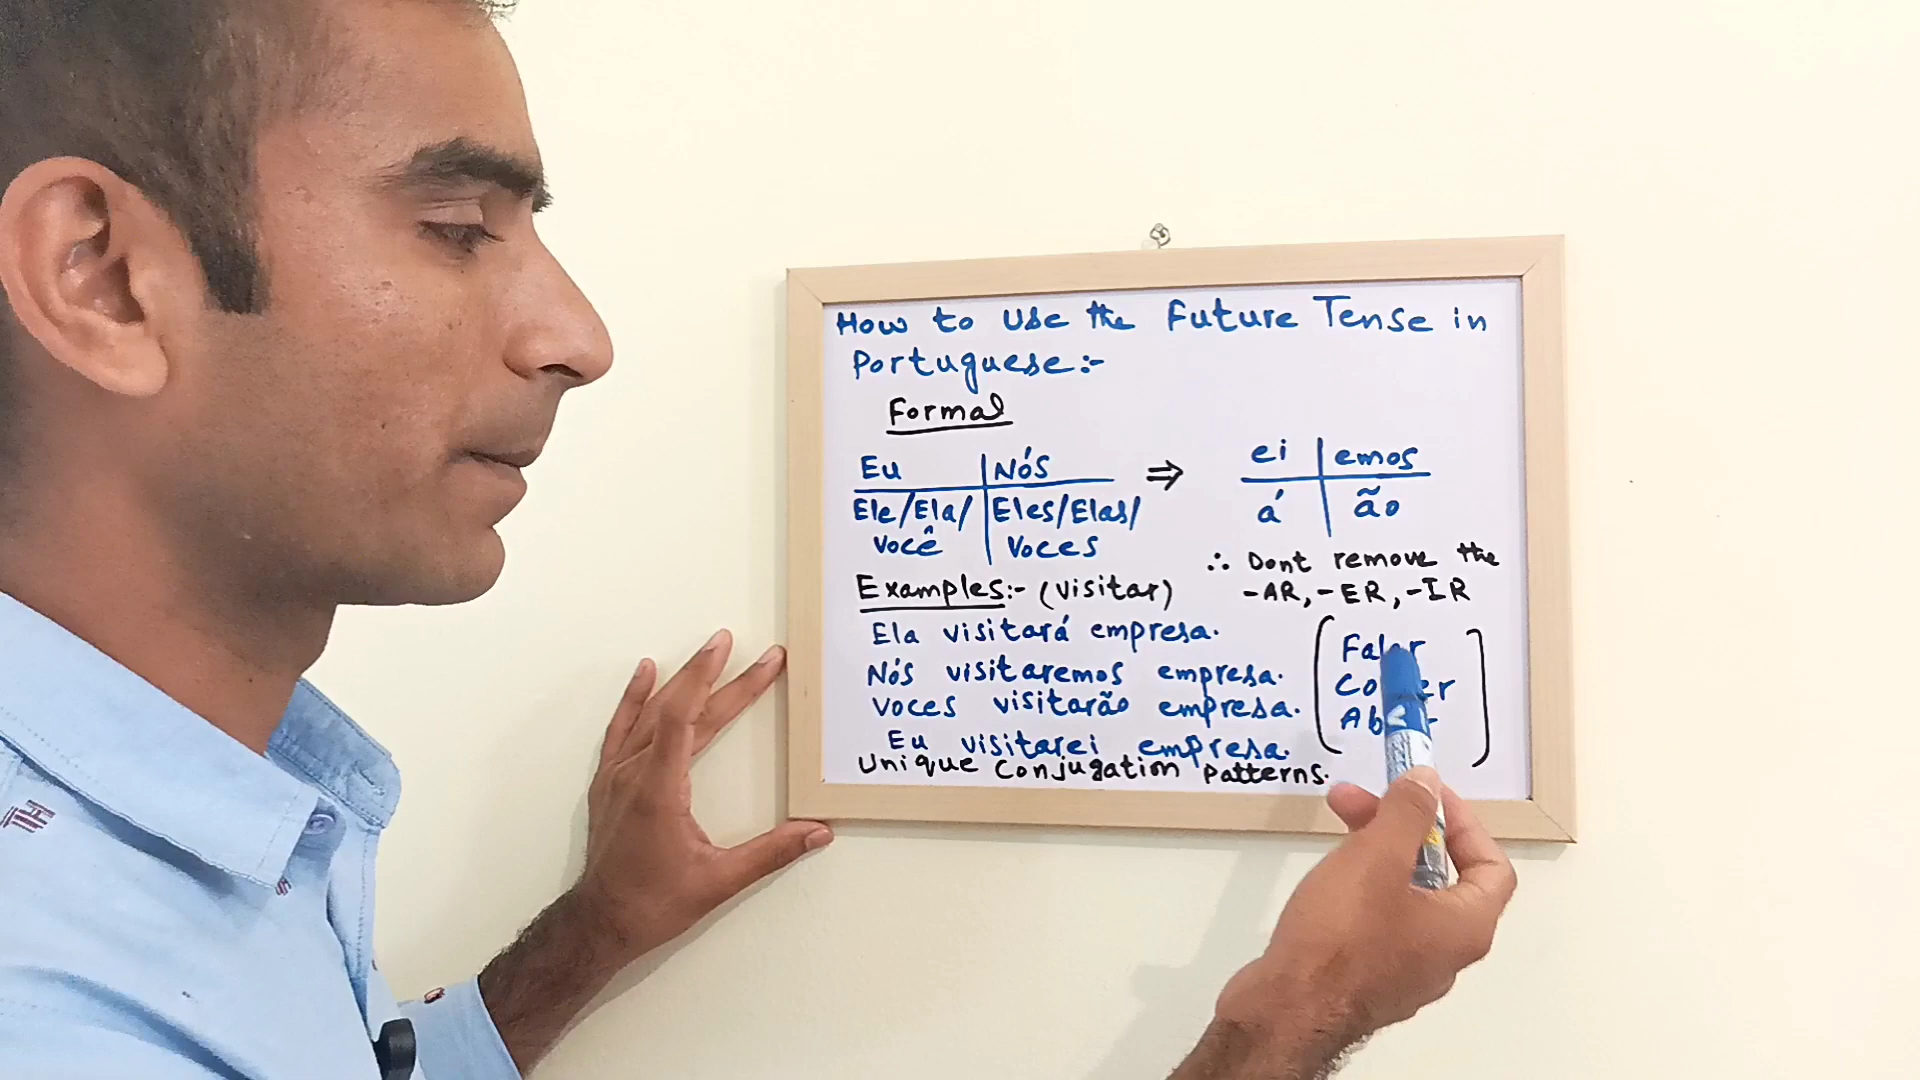 How to Use the Future Tense in
Portuguese:-
Formal
Eu | Nós ⇒ ei | emos
Ele/Ela/ | Eles/Elas/ á | ão
Você | Voces
∴ Dont remove the
-AR, -ER, -IR
Examples:- (Visitar)
Ela visitará empresa.
Nós visitaremos empresa.
Voces visitarão empresa.
Eu visitarei empresa.
Unique Conjugation Patterns.